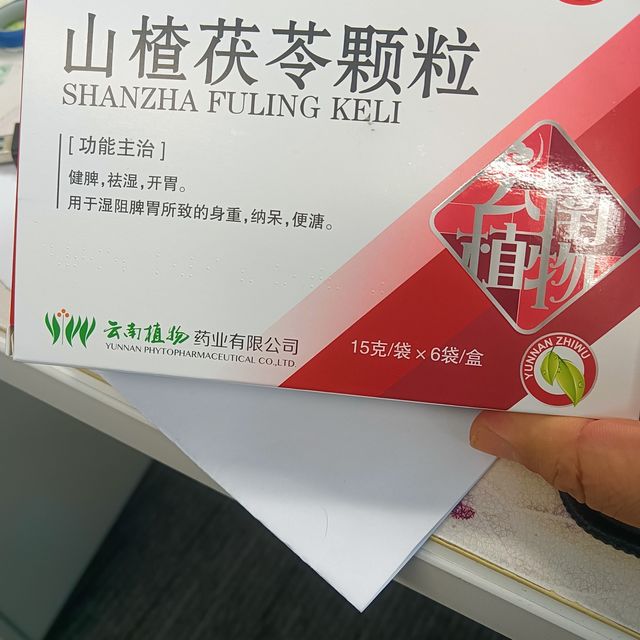 山楂茯苓颗粒
SHANZHA FULING KELI
[功能主治]
健脾,祛湿,开胃。
用于湿阻脾胃所致的身重,纳呆,便溏。
云南植物
云南植物 药业有限公司
YUNNAN PHYTOPHARMACEUTICAL CO.,LTD.
15克/袋×6袋/盒
YUNNAN ZHIWU